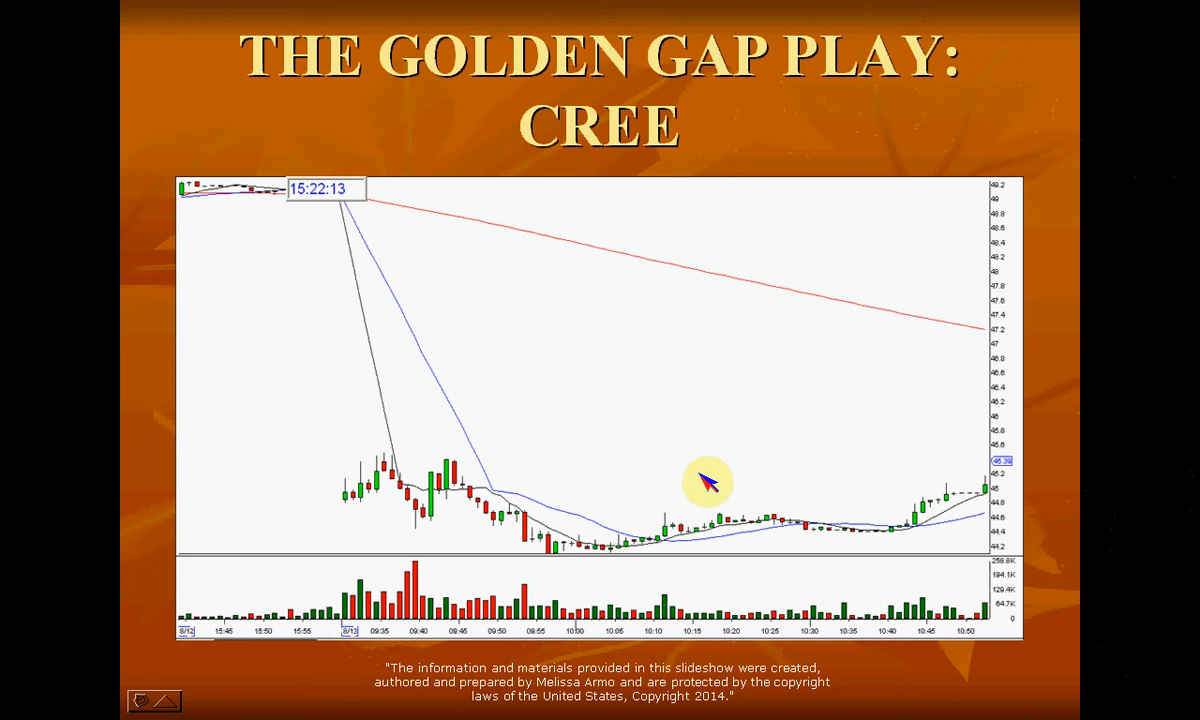 THE GOLDEN GAP PLAY:
CREE
15:22:13
49.2
49
48.8
48.6
48.4
48.2
48
47.8
47.6
47.4
47.2
47
46.8
46.6
46.4
46.2
46
45.8
45.6
45.2
45
44.8
44.6
44.4
44.2
258.8K
194.1K
129.4K
64.7K
0
8/12 15:45 15:50 15:55 8/13 09:35 09:40 09:45 09:50 09:55 10:00 10:05 10:10 10:15 10:20 10:25 10:30 10:35 10:40 10:45 10:50
"The information and materials provided in this slideshow were created,
authored and prepared by Melissa Armo and are protected by the copyright
laws of the United States, Copyright 2014."